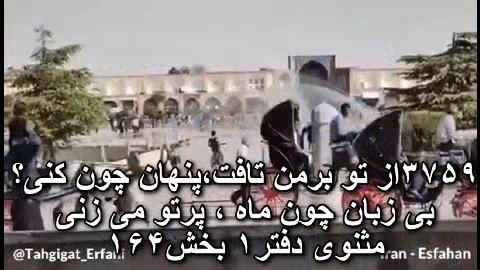 ۳۷۵۹از تو برمن تافت،پنهان چون کنی؟
بی زبان چون ماه ، پرتو می زنی
مثنوی دفتر۱ بخش۱۶۴
@Tahgigat_Erfani
ran - Esfahan